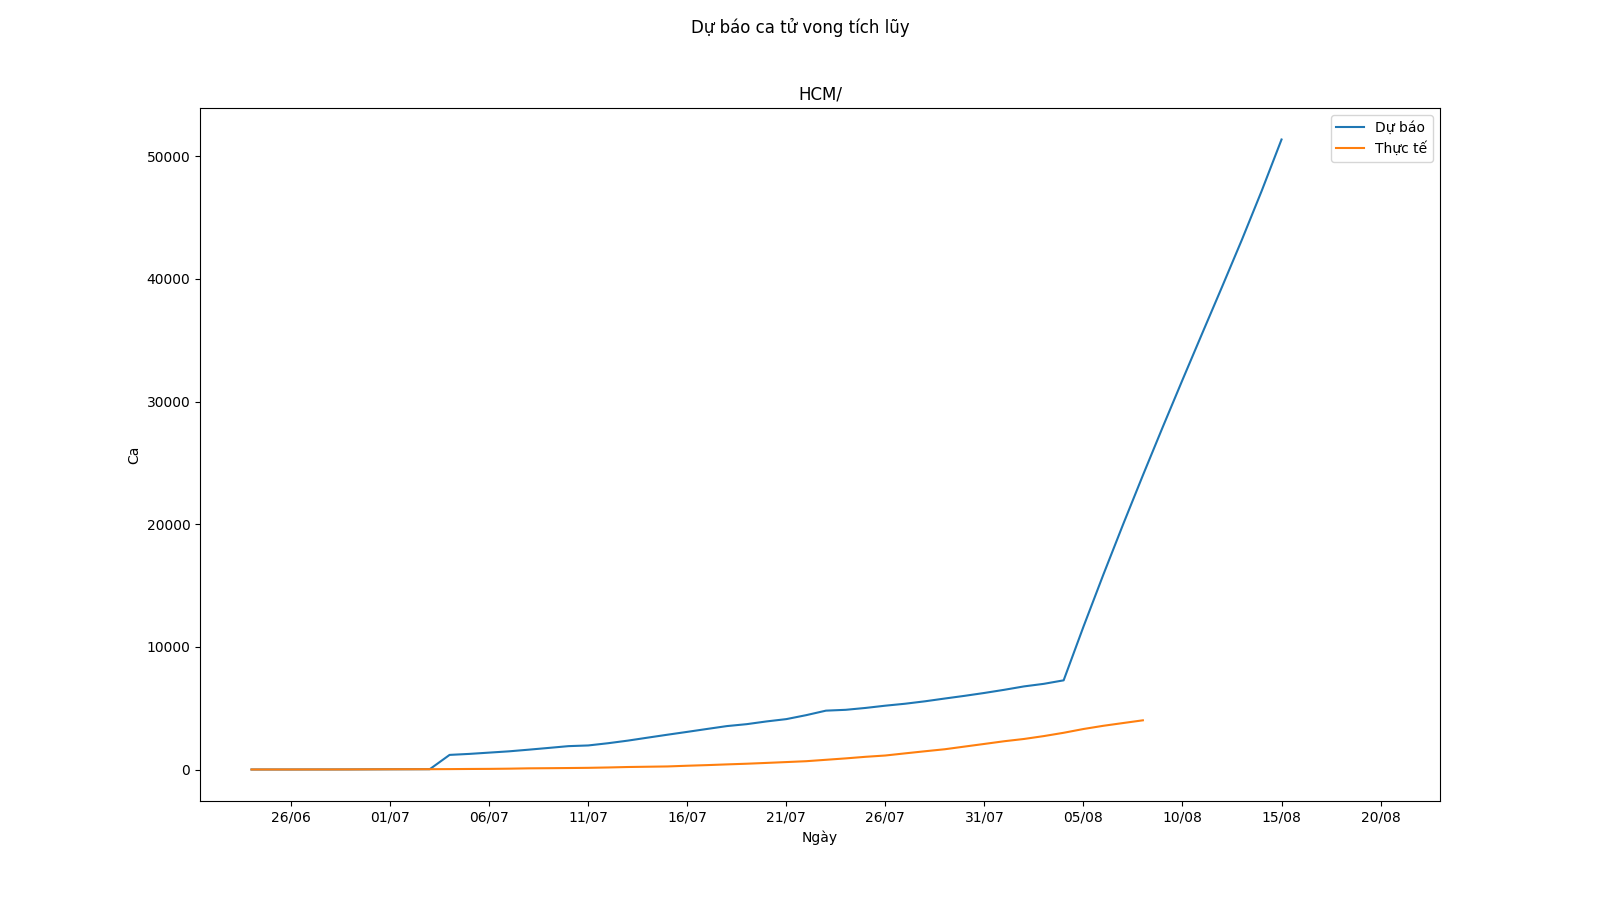 Dự báo ca tử vong tích lũy
HCM/
Dự báo
Thực tế
50000
40000
30000
20000
10000
0
Ca
26/06 01/07 06/07 11/07 16/07 21/07 26/07 31/07 05/08 10/08 15/08 20/08
Ngày